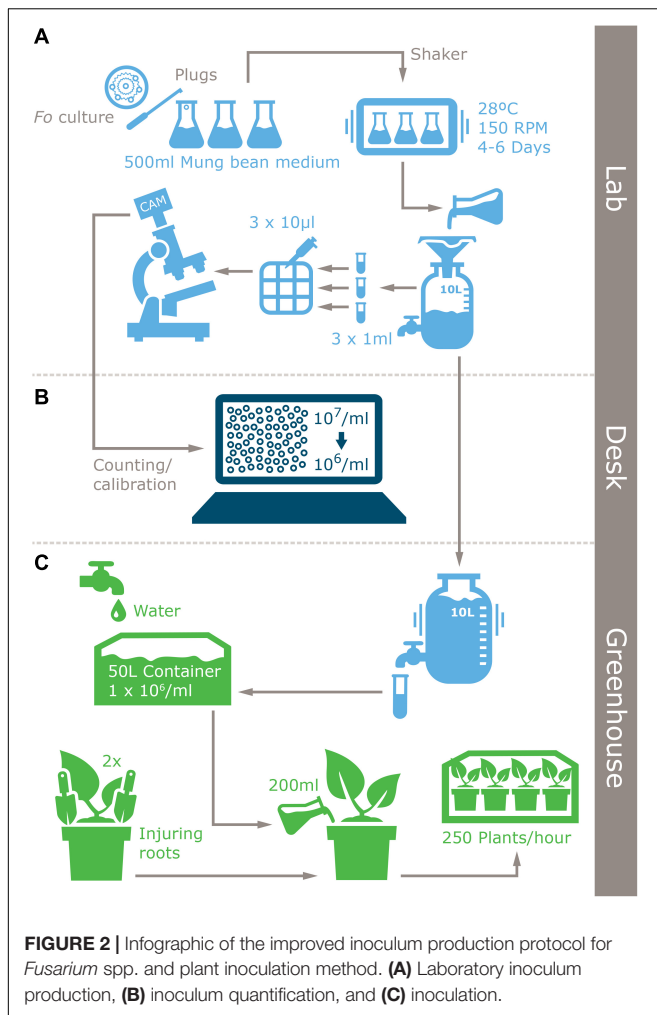 A
Plugs
Shaker
Fo culture
500ml Mung bean medium
28ºC
150 RPM
4-6 Days
Lab
CAM
3 x 10µl
10L
3 x 1ml
B
10⁷/ml
10⁶/ml
Counting/
calibration
Desk
C
Water
10L
50L Container
1 x 10⁶/ml
Greenhouse
2x
Injuring
roots
200ml
250 Plants/hour
FIGURE 2 | Infographic of the improved inoculum production protocol for
Fusarium spp. and plant inoculation method. (A) Laboratory inoculum
production, (B) inoculum quantification, and (C) inoculation.